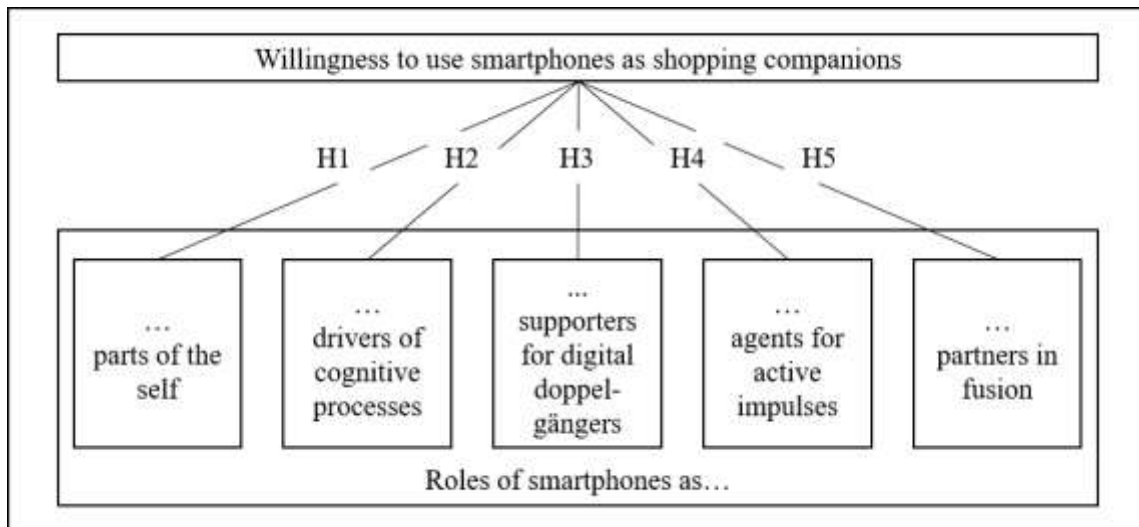 Willingness to use smartphones as shopping companions
H1
H2
H3
H4
H5
…
parts of the
self
…
drivers of
cognitive
processes
...
supporters
for digital
doppel-
gängers
…
agents for
active
impulses
…
partners in
fusion
Roles of smartphones as…